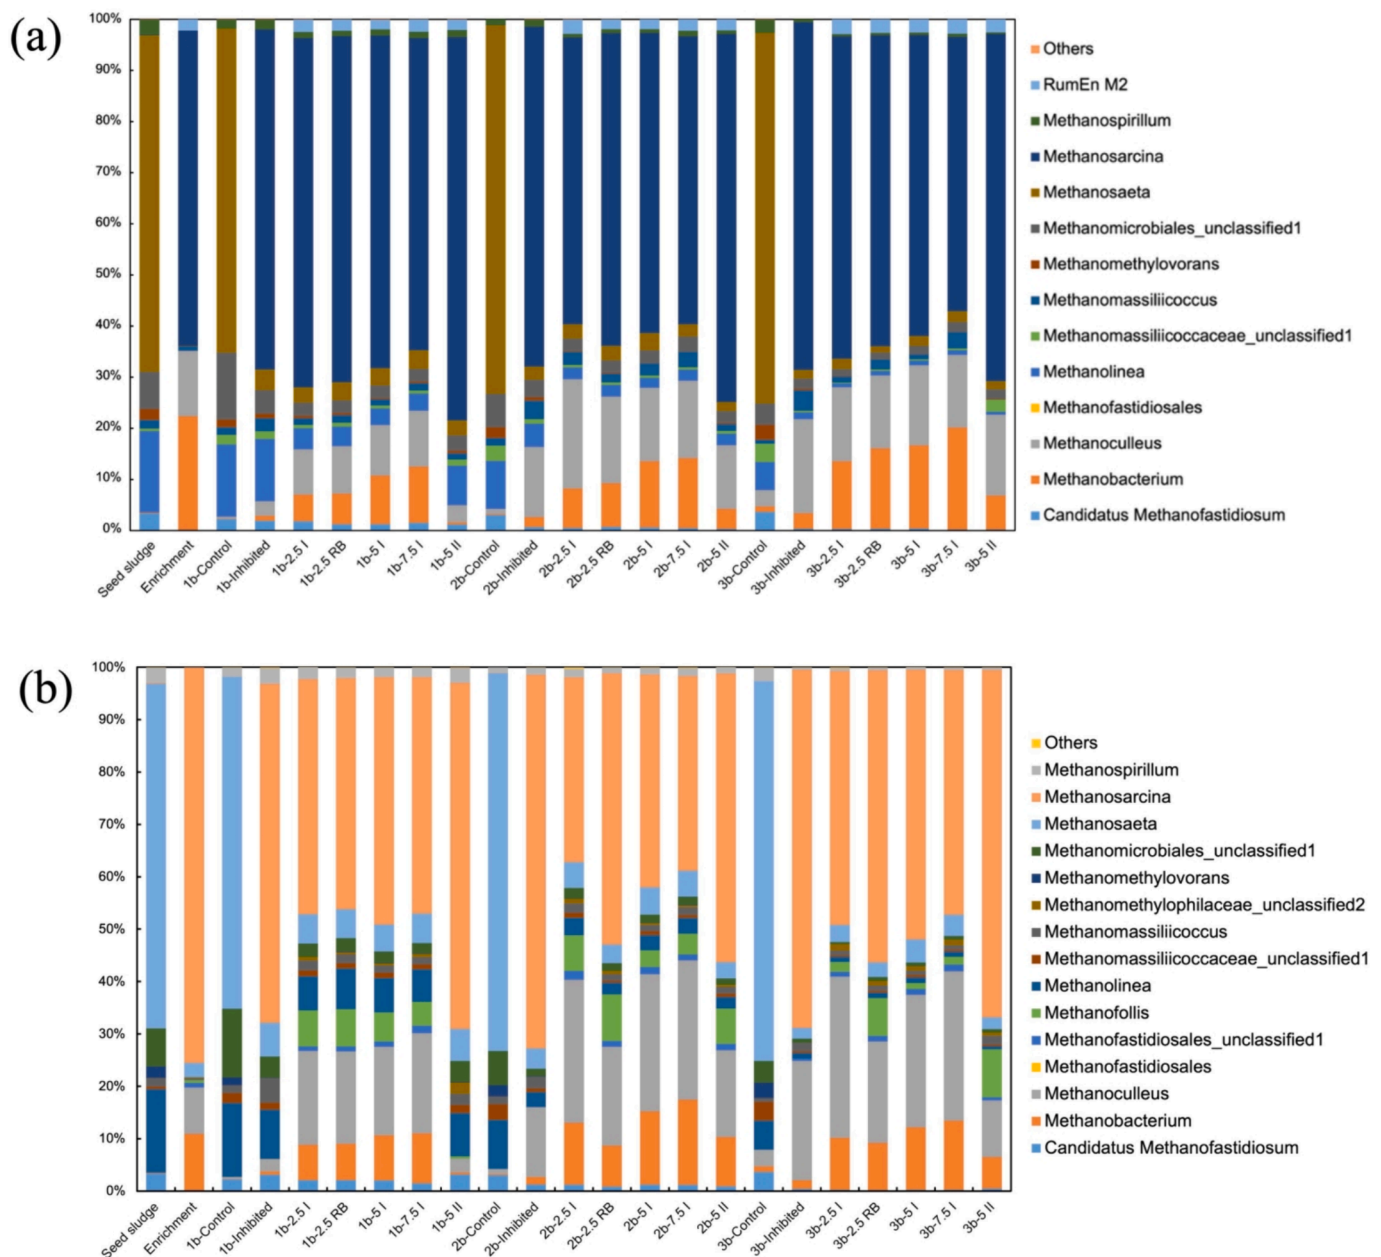 (a)
100%
90%
80%
70%
60%
50%
40%
30%
20%
10%
0%
Seed sludge
Enrichment
1b-Control
1b-Inhibited
1b-2.5 I
1b-2.5 RB
1b-5 I
1b-7.5 I
1b-5 II
2b-Control
2b-Inhibited
2b-2.5 I
2b-2.5 RB
2b-5 I
2b-7.5 I
2b-5 II
3b-Control
3b-Inhibited
3b-2.5 I
3b-2.5 RB
3b-5 I
3b-7.5 I
3b-5 II
Others
RumEn M2
Methanospirillum
Methanosarcina
Methanosaeta
Methanomicrobiales_unclassified1
Methanomethylovorans
Methanomassiliicoccus
Methanomassiliicoccaceae_unclassified1
Methanolinea
Methanofastidiosales
Methanoculleus
Methanobacterium
Candidatus Methanofastidiosum
(b)
100%
90%
80%
70%
60%
50%
40%
30%
20%
10%
0%
Seed sludge
Enrichment
1b-Control
1b-Inhibited
1b-2.5 I
1b-2.5 RB
1b-5 I
1b-7.5 I
1b-5 II
2b-Control
2b-Inhibited
2b-2.5 I
2b-2.5 RB
2b-5 I
2b-7.5 I
2b-5 II
3b-Control
3b-Inhibited
3b-2.5 I
3b-2.5 RB
3b-5 I
3b-7.5 I
3b-5 II
Others
Methanospirillum
Methanosarcina
Methanosaeta
Methanomicrobiales_unclassified1
Methanomethylovorans
Methanomethylophilaceae_unclassified2
Methanomassiliicoccus
Methanomassiliicoccaceae_unclassified1
Methanolinea
Methanofollis
Methanofastidiosales_unclassified1
Methanofastidiosales
Methanoculleus
Methanobacterium
Candidatus Methanofastidiosum